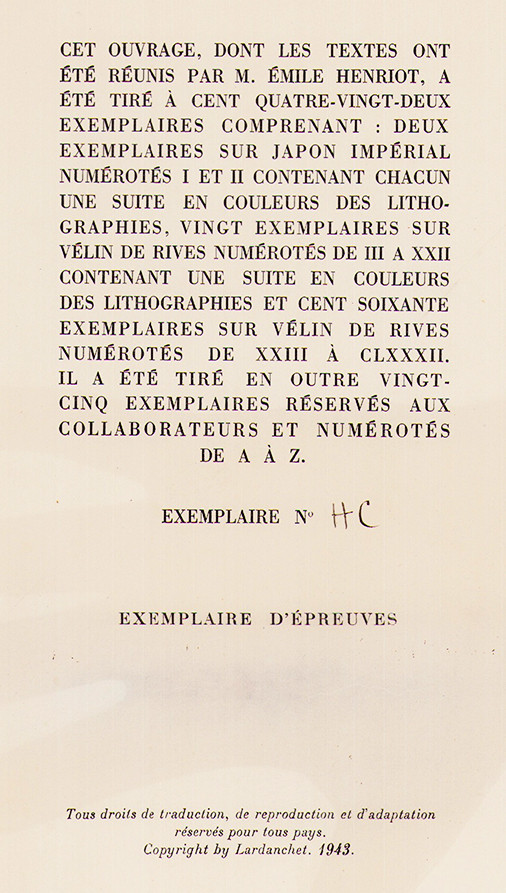 CET OUVRAGE, DONT LES TEXTES ONT
ÉTÉ RÉUNIS PAR M. ÉMILE HENRIOT, A
ÉTÉ TIRÉ À CENT QUATRE-VINGT-DEUX
EXEMPLAIRES COMPRENANT : DEUX
EXEMPLAIRES SUR JAPON IMPÉRIAL
NUMÉROTÉS I ET II CONTENANT CHACUN
UNE SUITE EN COULEURS DES LITHO-
GRAPHIES, VINGT EXEMPLAIRES SUR
VÉLIN DE RIVES NUMÉROTÉS DE III A XXII
CONTENANT UNE SUITE EN COULEURS
DES LITHOGRAPHIES ET CENT SOIXANTE
EXEMPLAIRES SUR VÉLIN DE RIVES
NUMÉROTÉS DE XXIII À CLXXXII.
IL A ÉTÉ TIRÉ EN OUTRE VINGT-
CINQ EXEMPLAIRES RÉSERVÉS AUX
COLLABORATEURS ET NUMÉROTÉS
DE A À Z.
EXEMPLAIRE Nº HC
EXEMPLAIRE D'ÉPREUVES
Tous droits de traduction, de reproduction et d'adaptation
réservés pour tous pays.
Copyright by Lardanchet. 1943.